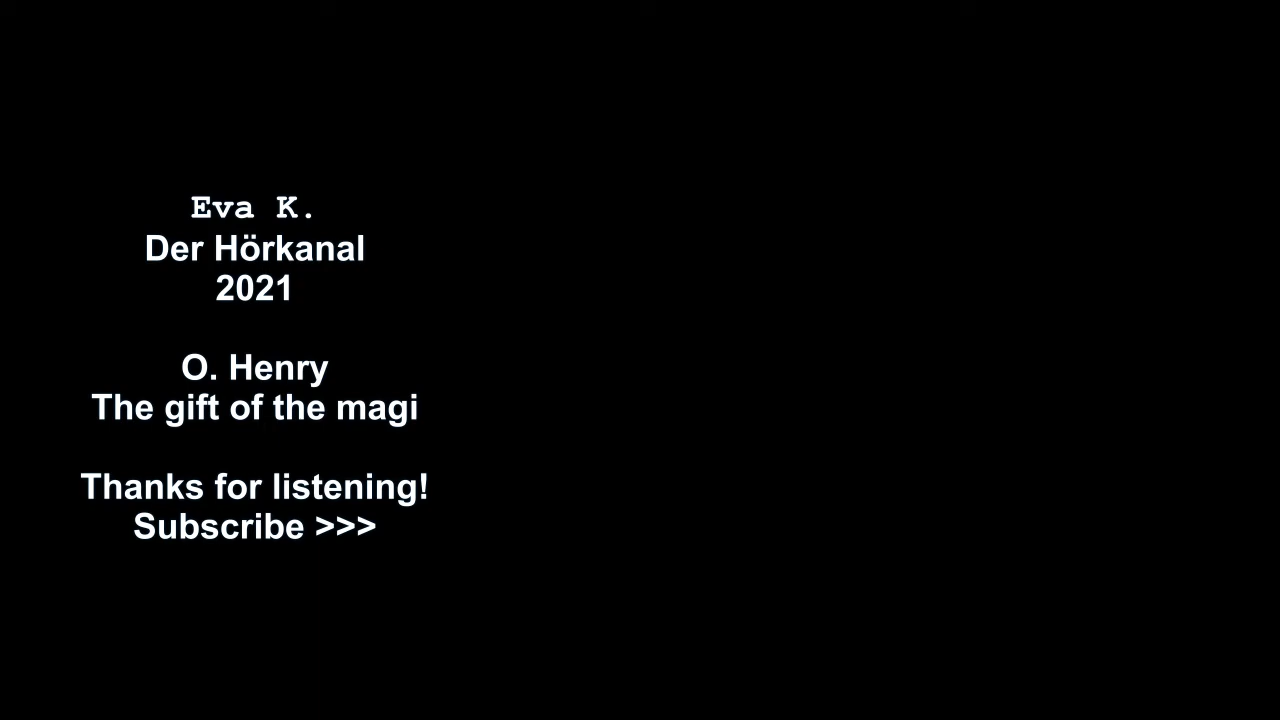 Eva K.
Der Hörkanal
2021
O. Henry
The gift of the magi
Thanks for listening!
Subscribe >>>